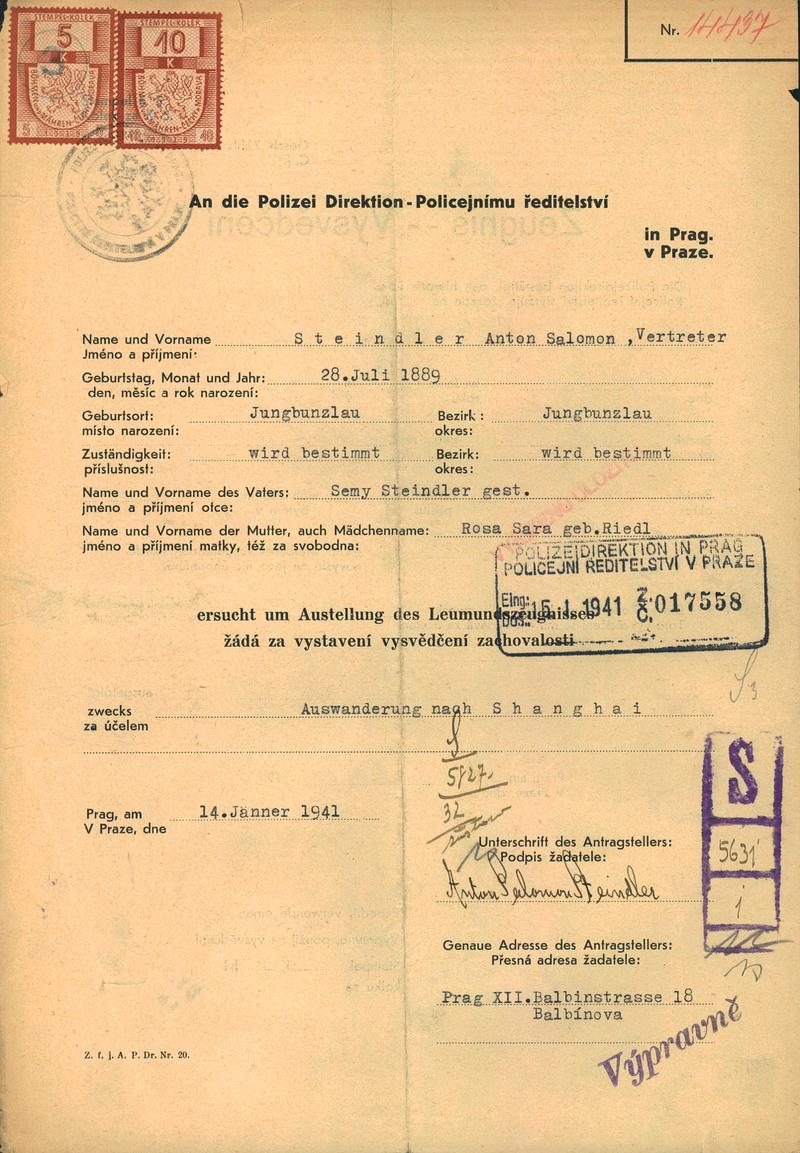 STEMPEL-KOLEK
5
K
STEMPEL-KOLEK
10
K
Nr. 14437
An die Polizei Direktion - Policejnímu ředitelství
in Prag.
v Praze.
Name und Vorname S t e i n d l e r Anton Salomon ,Vertreter
Jméno a příjmení:
Geburtstag, Monat und Jahr: 28.Juli 1889
den, měsíc a rok narození:
Geburtsort: Jungbunzlau Bezirk: Jungbunzlau
místo narození: okres:
Zuständigkeit: wird bestimmt Bezirk: wird bestimmt
příslušnost: okres:
Name und Vorname des Vaters: Semy Steindler gest.
jméno a příjmení otce:
Name und Vorname der Mutter, auch Mädchenname: Rosa Sara geb.Riedl
jméno a příjmení matky, též za svobodna:
POLIZEIDIREKTION IN PRAG
POLICEJNÍ ŘEDITELSTVÍ V PRAZE
Eing: 15. I. 1941 Z. 017558
Doš.: Č.
ersucht um Austellung des Leumundszeugnisses
žádá za vystavení vysvědčení zachovalosti
zwecks Auswanderung nach S h a n g h a i
za účelem
5/27.
32
Prag, am 14.Jänner 1941
V Praze, dne
S
5631
1
Unterschrift des Antragstellers:
Podpis žadatele:
Anton Salomon Steindler
Genaue Adresse des Antragstellers:
Přesná adresa žadatele:
Prag XII.Balbinstrasse 18
Balbínova
Výpravně
Z. f. j. A. P. Dr. Nr. 20.